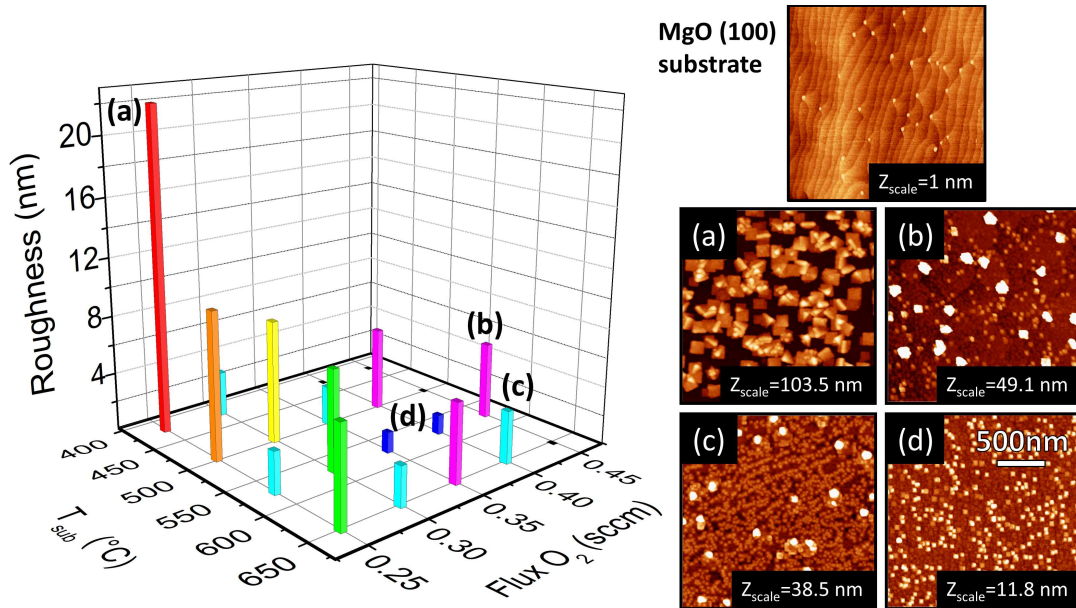 MgO (100)
substrate
Zscale=1 nm
(a)
(b)
(c)
(d)
Roughness (nm)
20
16
12
8
4
400
450
500
550
600
650
Tsub (°C)
0.25
0.30
0.35
0.40
0.45
Flux O2 (sccm)
(a)
Zscale=103.5 nm
(b)
Zscale=49.1 nm
(c)
Zscale=38.5 nm
(d)
500nm
Zscale=11.8 nm